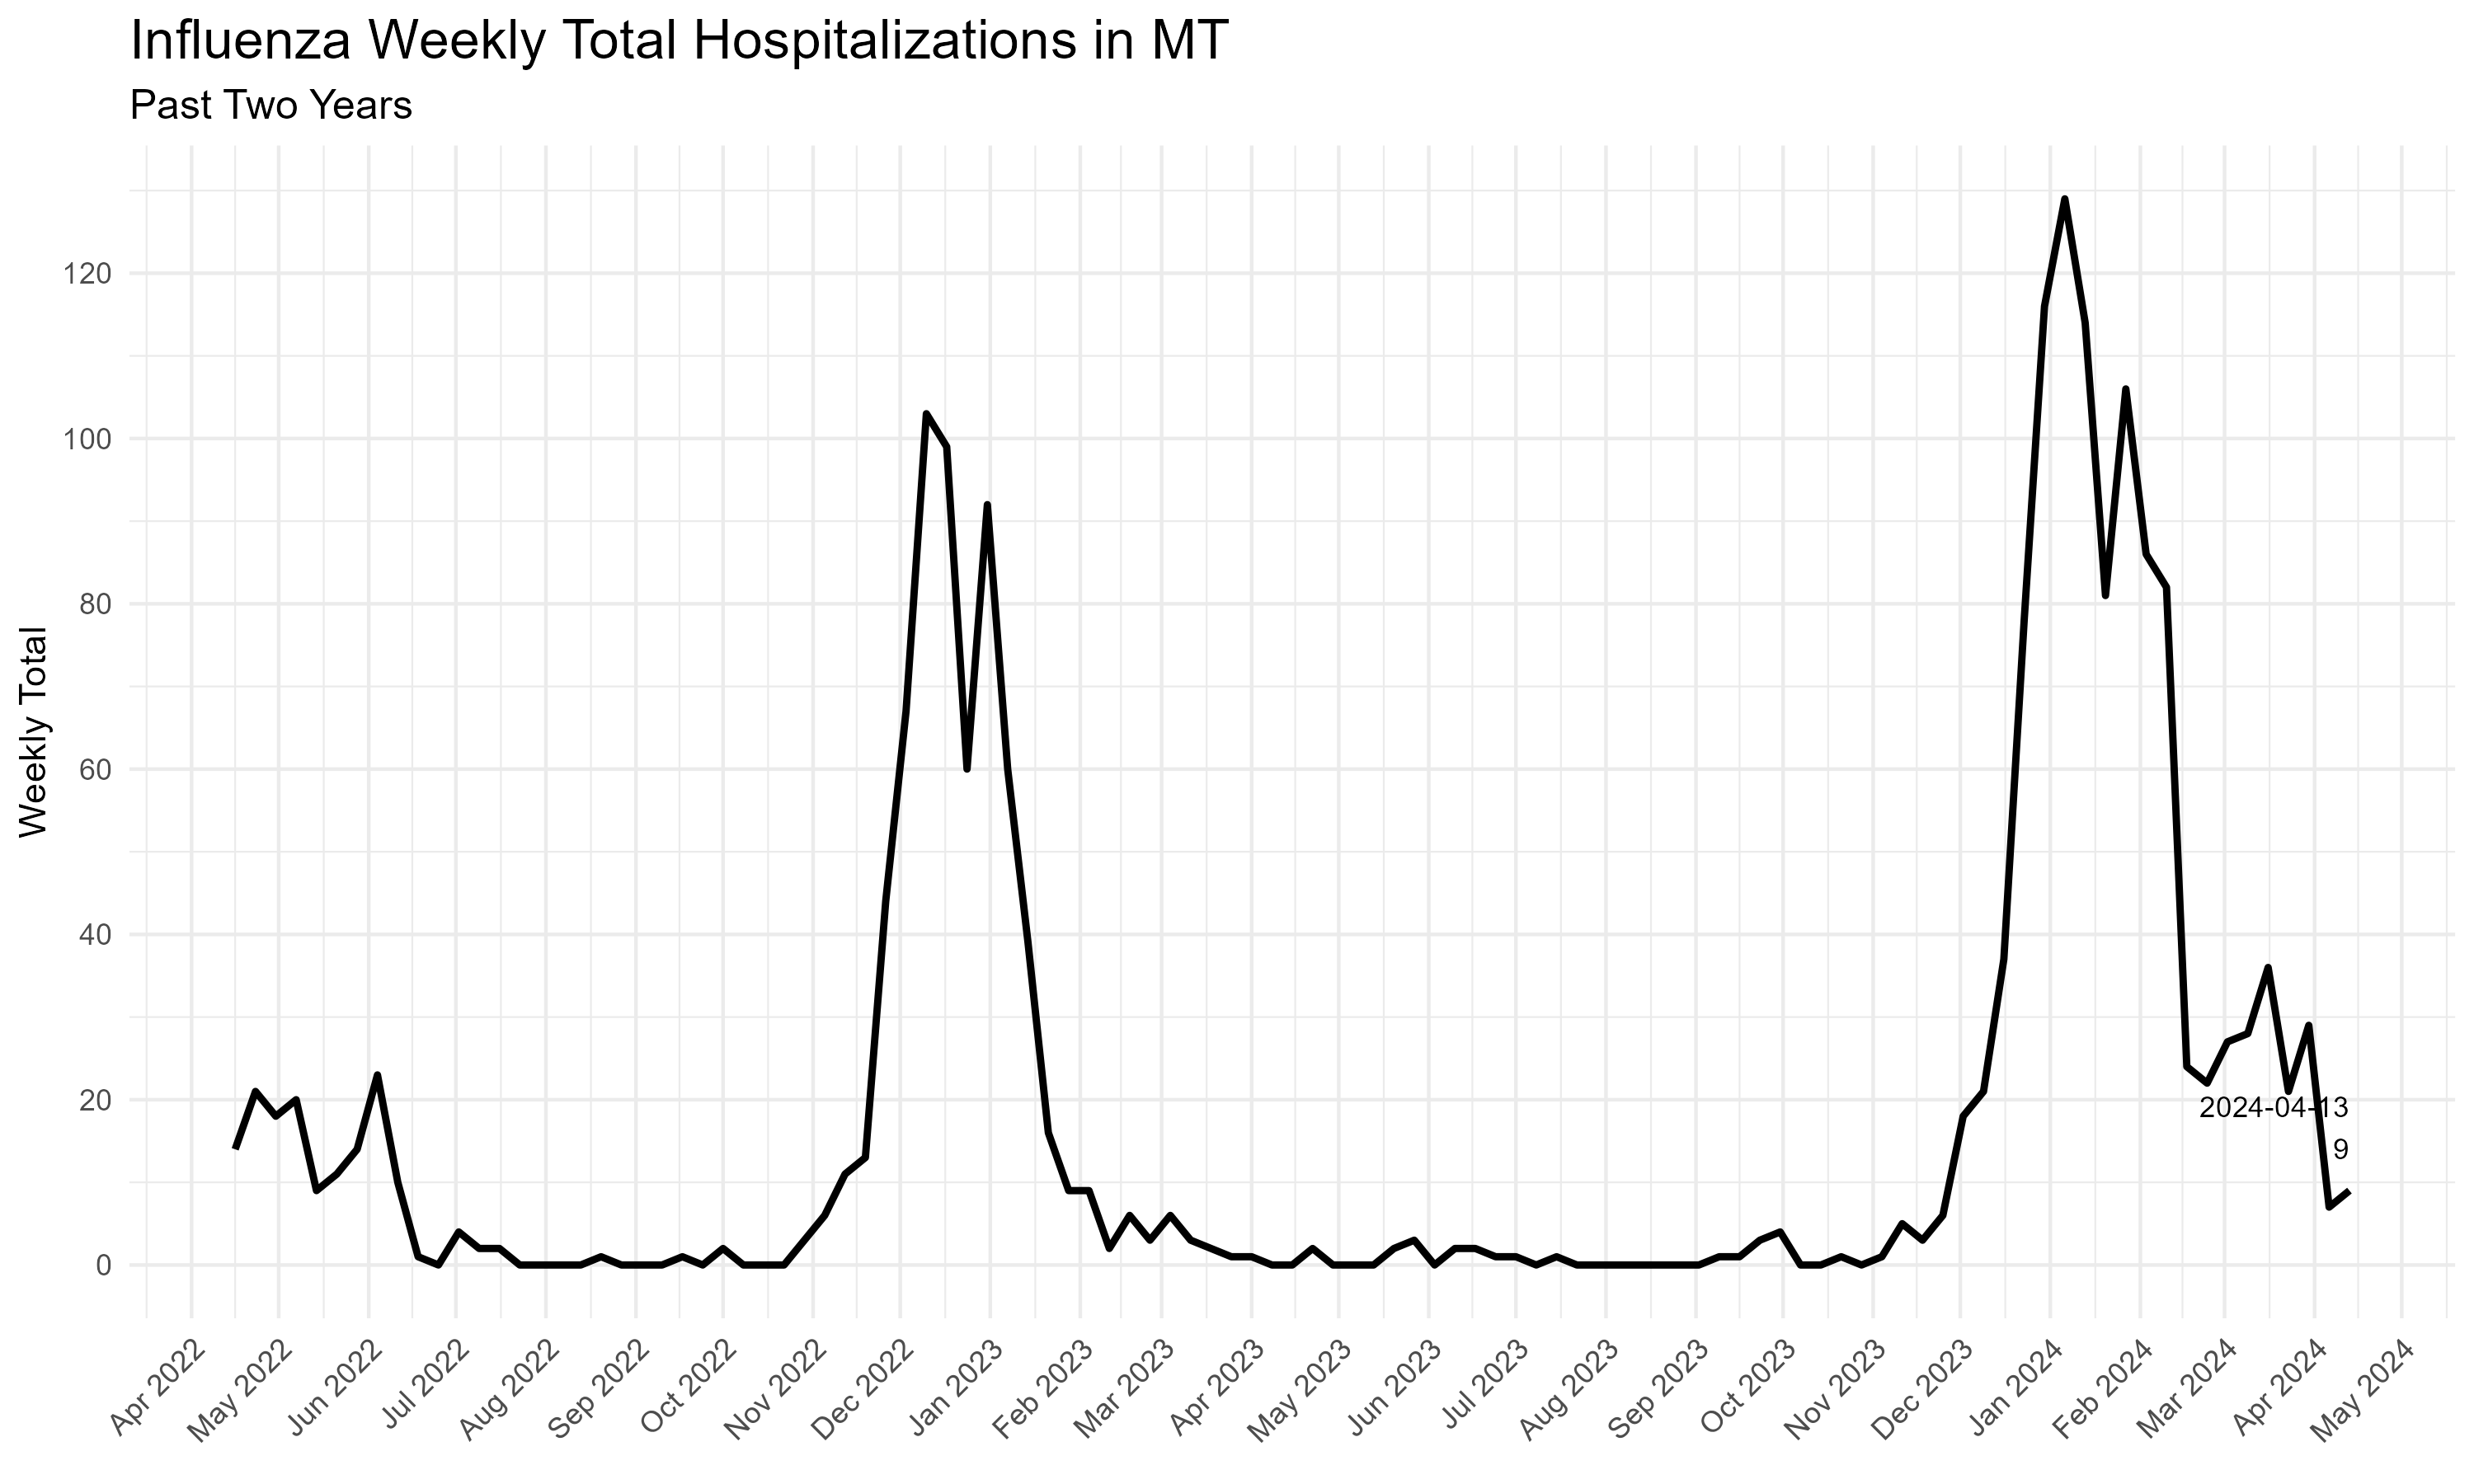 Influenza Weekly Total Hospitalizations in MT
Past Two Years
Weekly Total
120
100
80
60
40
20
0
2024-04-13
9
Apr 2022
May 2022
Jun 2022
Jul 2022
Aug 2022
Sep 2022
Oct 2022
Nov 2022
Dec 2022
Jan 2023
Feb 2023
Mar 2023
Apr 2023
May 2023
Jun 2023
Jul 2023
Aug 2023
Sep 2023
Oct 2023
Nov 2023
Dec 2023
Jan 2024
Feb 2024
Mar 2024
Apr 2024
May 2024